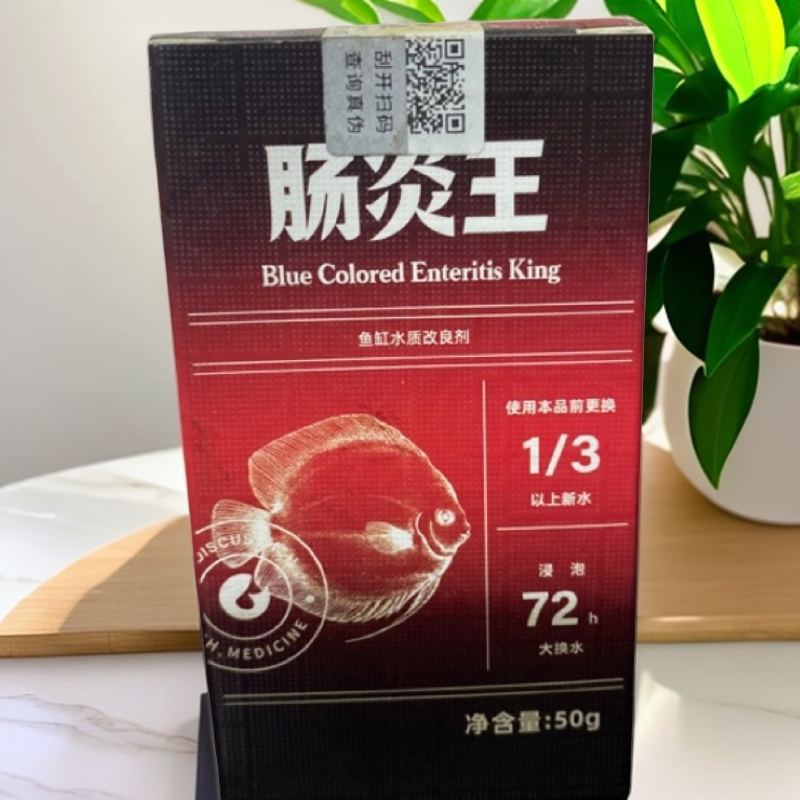 刮开扫码
查询真伪
肠炎王
Blue Colored Enteritis King
鱼缸水质改良剂
使用本品前更换
1/3
以上新水
浸 泡
72 h
大换水
DISCUS
H. MEDICINE
净含量:50g